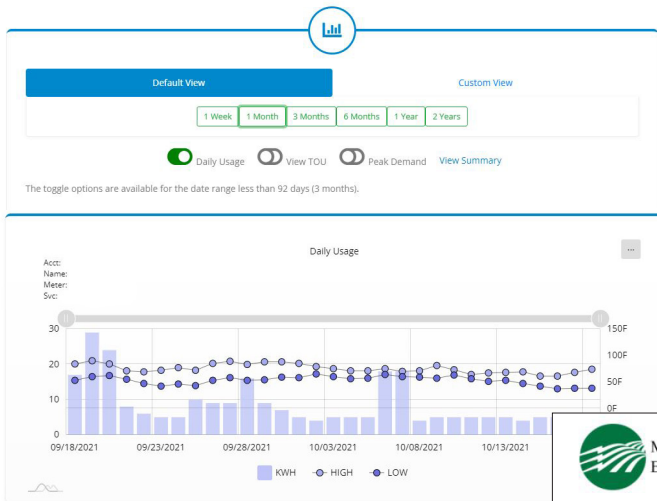 Default View
Custom View
1 Week 1 Month 3 Months 6 Months 1 Year 2 Years
Daily Usage View TOU Peak Demand View Summary
The toggle options are available for the date range less than 92 days (3 months).
Daily Usage
...
Acct:
Name:
Meter:
Svc:
30 150F
100F
20
50F
10
0F
0
09/18/2021 09/23/2021 09/28/2021 10/03/2021 10/08/2021 10/13/2021
KWH HIGH LOW
M
E